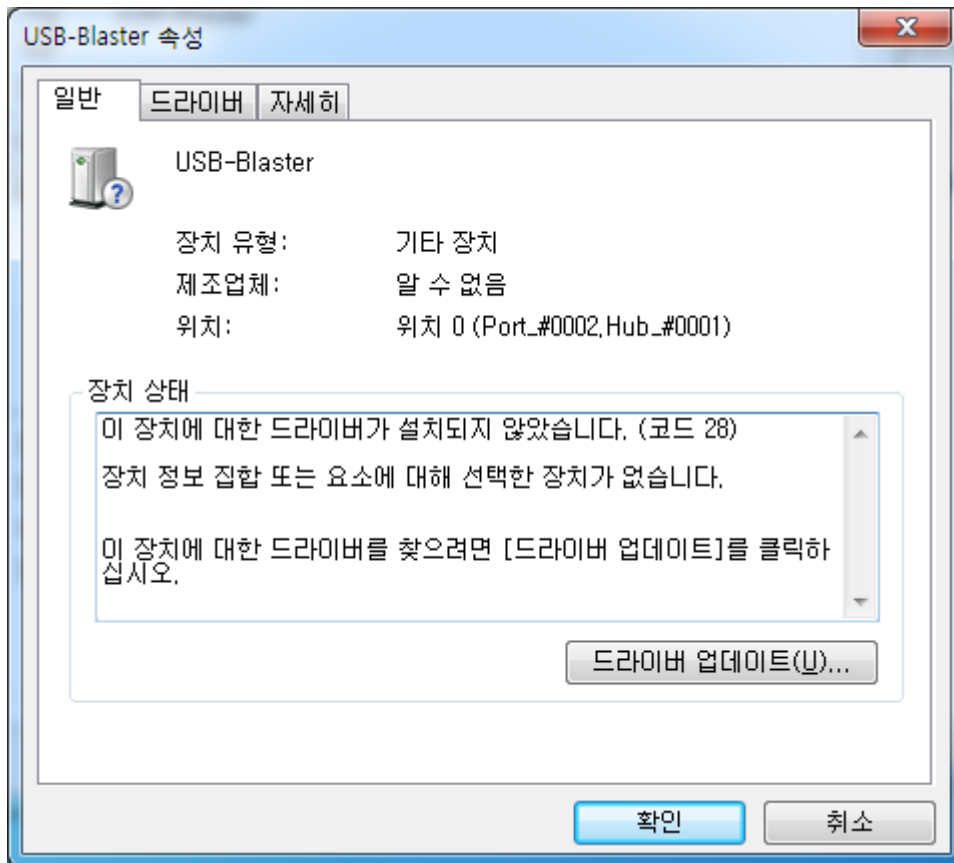 USB-Blaster 속성
일반 드라이버 자세히
USB-Blaster
장치 유형: 기타 장치
제조업체: 알 수 없음
위치: 위치 0 (Port_#0002.Hub_#0001)
장치 상태
이 장치에 대한 드라이버가 설치되지 않았습니다. (코드 28)
장치 정보 집합 또는 요소에 대해 선택한 장치가 없습니다.
이 장치에 대한 드라이버를 찾으려면 [드라이버 업데이트]를 클릭하
십시오.
드라이버 업데이트(U)...
확인 취소